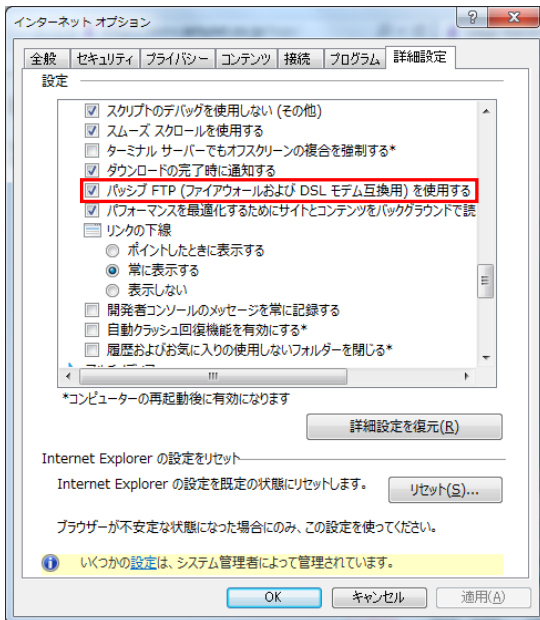 インターネット オプション
全般 セキュリティ プライバシー コンテンツ 接続 プログラム 詳細設定
設定
スクリプトのデバッグを使用しない (その他)
スムーズ スクロールを使用する
ターミナル サーバーでもオフスクリーンの複合を強制する*
ダウンロードの完了時に通知する
パッシブ FTP (ファイアウォールおよび DSL モデム互換用) を使用する
パフォーマンスを最適化するためにサイトとコンテンツをバックグラウンドで読
リンクの下線
ポイントしたときに表示する
常に表示する
表示しない
開発者コンソールのメッセージを常に記録する
自動クラッシュ回復機能を有効にする*
履歴およびお気に入りの使用しないフォルダーを閉じる*
*コンピューターの再起動後に有効になります
詳細設定を復元(R)
Internet Explorer の設定をリセット
Internet Explorer の設定を既定の状態にリセットします。
リセット(S)...
ブラウザーが不安定な状態になった場合にのみ、この設定を使ってください。
いくつかの設定は、システム管理者によって管理されています。
OK キャンセル 適用(A)